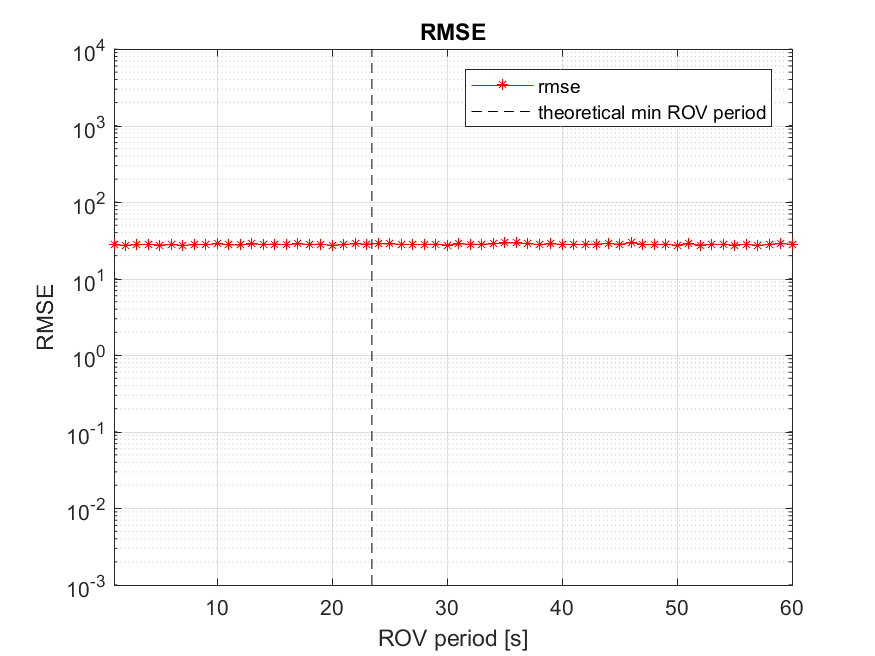 RMSE
10^4
10^3
10^2
10^1
10^0
10^-1
10^-2
10^-3
RMSE
rmse
theoretical min ROV period
10 20 30 40 50 60
ROV period [s]